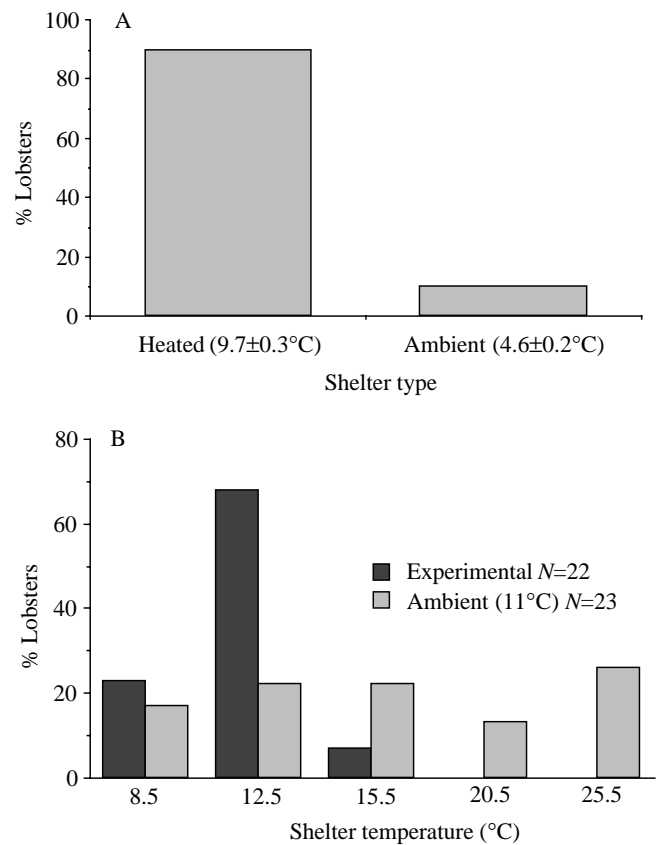 A
100
80
60
40
20
0
% Lobsters
Heated (9.7±0.3°C) Ambient (4.6±0.2°C)
Shelter type
B
80
60
40
20
0
% Lobsters
Experimental N=22
Ambient (11°C) N=23
8.5 12.5 15.5 20.5 25.5
Shelter temperature (°C)